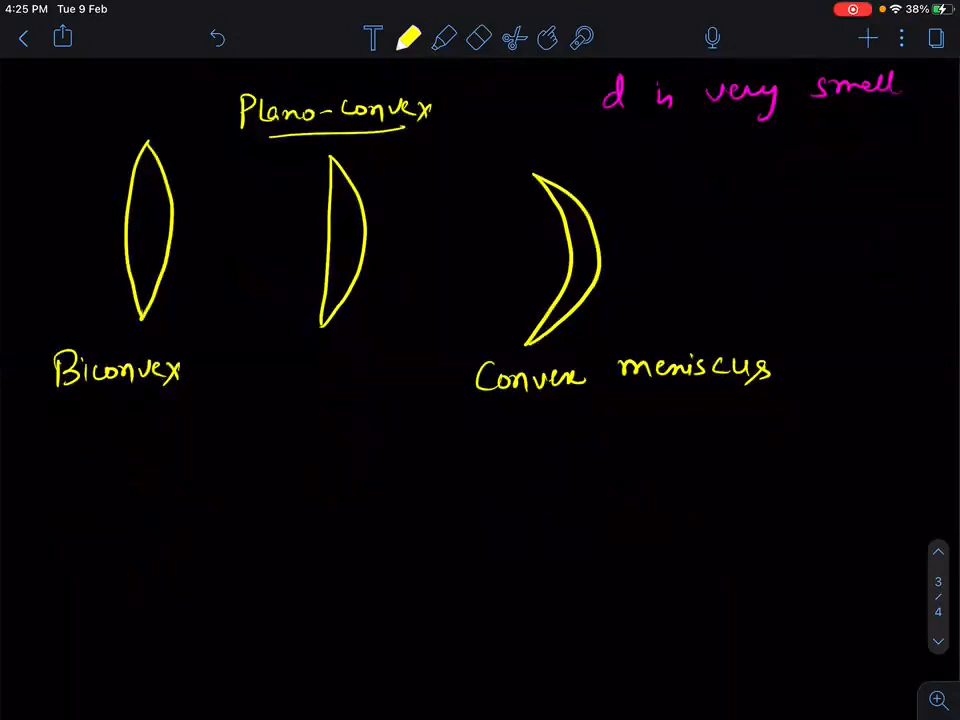 4:25 PM Tue 9 Feb
38%
T
Plano-convex
d is very small
Biconvex
Convex meniscus
3
/
4